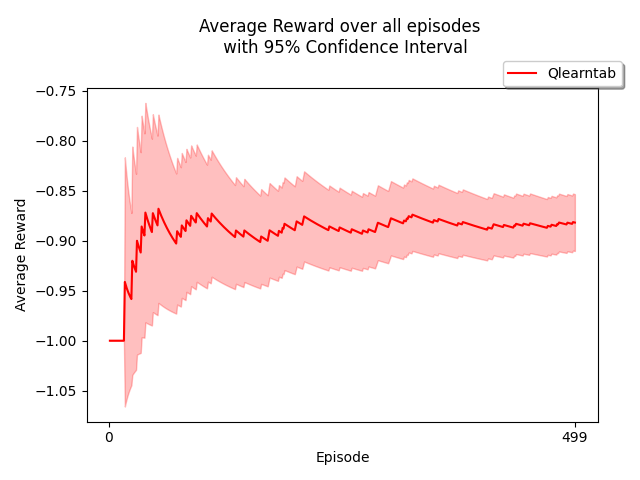 Average Reward over all episodes
with 95% Confidence Interval
Qlearntab
−0.75
−0.80
−0.85
−0.90
−0.95
−1.00
−1.05
Average Reward
0
499
Episode